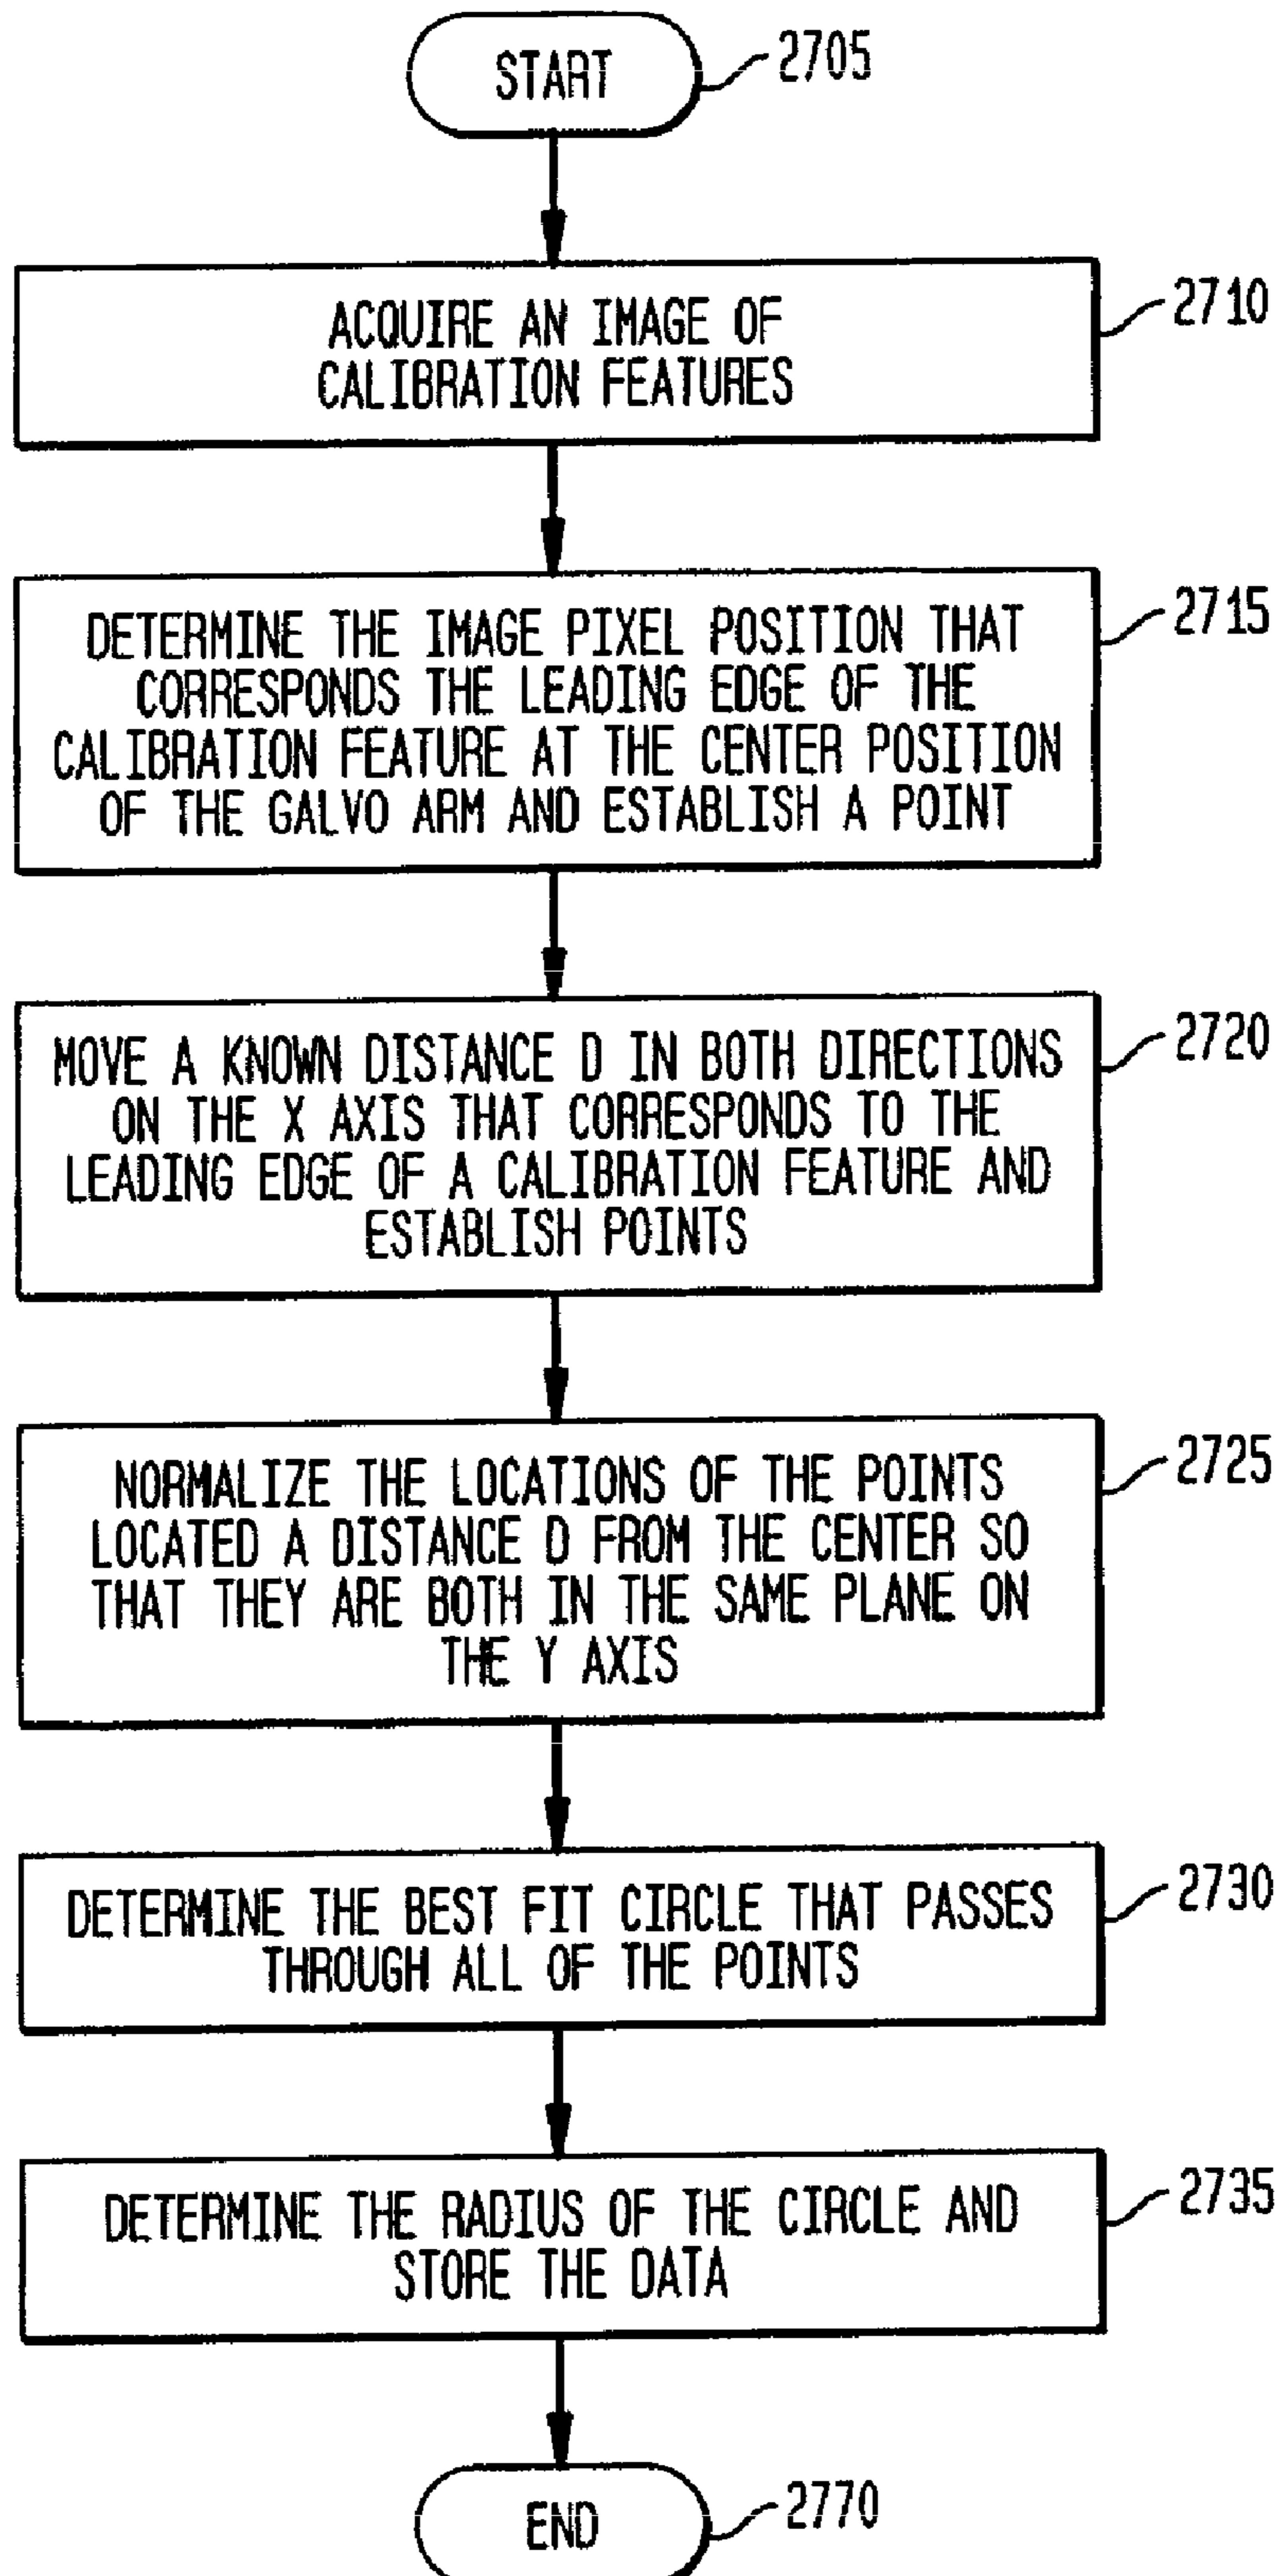 START
2705
ACQUIRE AN IMAGE OF
CALIBRATION FEATURES
2710
DETERMINE THE IMAGE PIXEL POSITION THAT
CORRESPONDS THE LEADING EDGE OF THE
CALIBRATION FEATURE AT THE CENTER POSITION
OF THE GALVO ARM AND ESTABLISH A POINT
2715
MOVE A KNOWN DISTANCE D IN BOTH DIRECTIONS
ON THE X AXIS THAT CORRESPONDS TO THE
LEADING EDGE OF A CALIBRATION FEATURE AND
ESTABLISH POINTS
2720
NORMALIZE THE LOCATIONS OF THE POINTS
LOCATED A DISTANCE D FROM THE CENTER SO
THAT THEY ARE BOTH IN THE SAME PLANE ON
THE Y AXIS
2725
DETERMINE THE BEST FIT CIRCLE THAT PASSES
THROUGH ALL OF THE POINTS
2730
DETERMINE THE RADIUS OF THE CIRCLE AND
STORE THE DATA
2735
END
2770